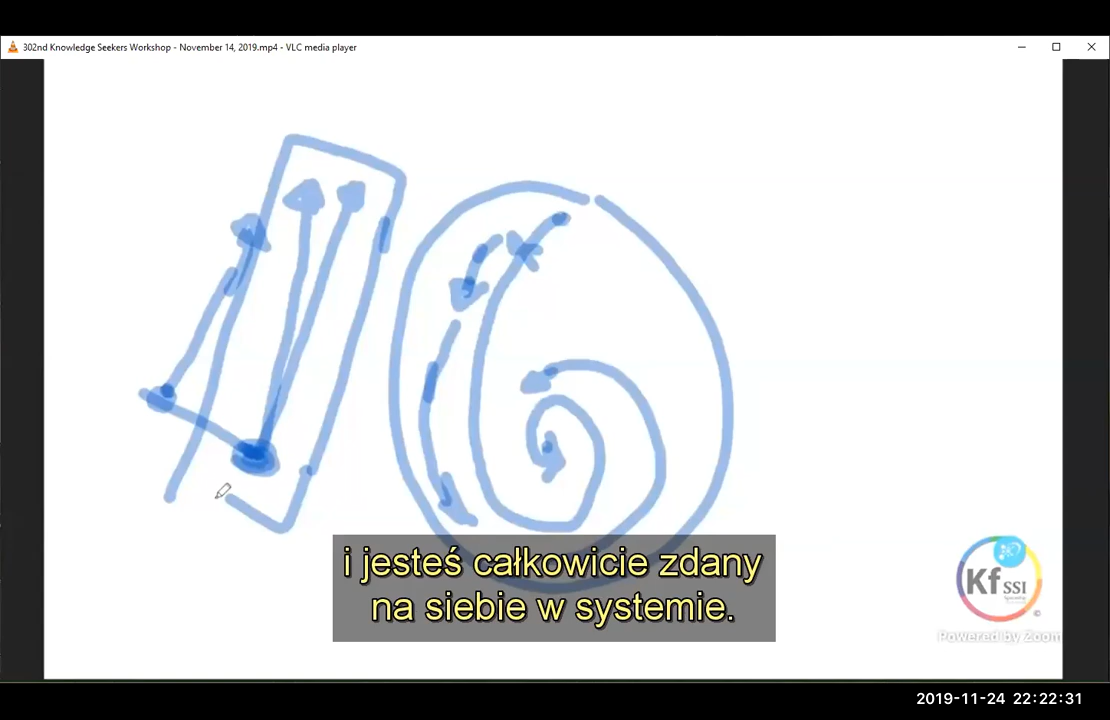 302nd Knowledge Seekers Workshop - November 14, 2019.mp4 - VLC media player
i jesteś całkowicie zdany
na siebie w systemie.
Kf SSI
©
Powered by Zoom
2019-11-24 22:22:31